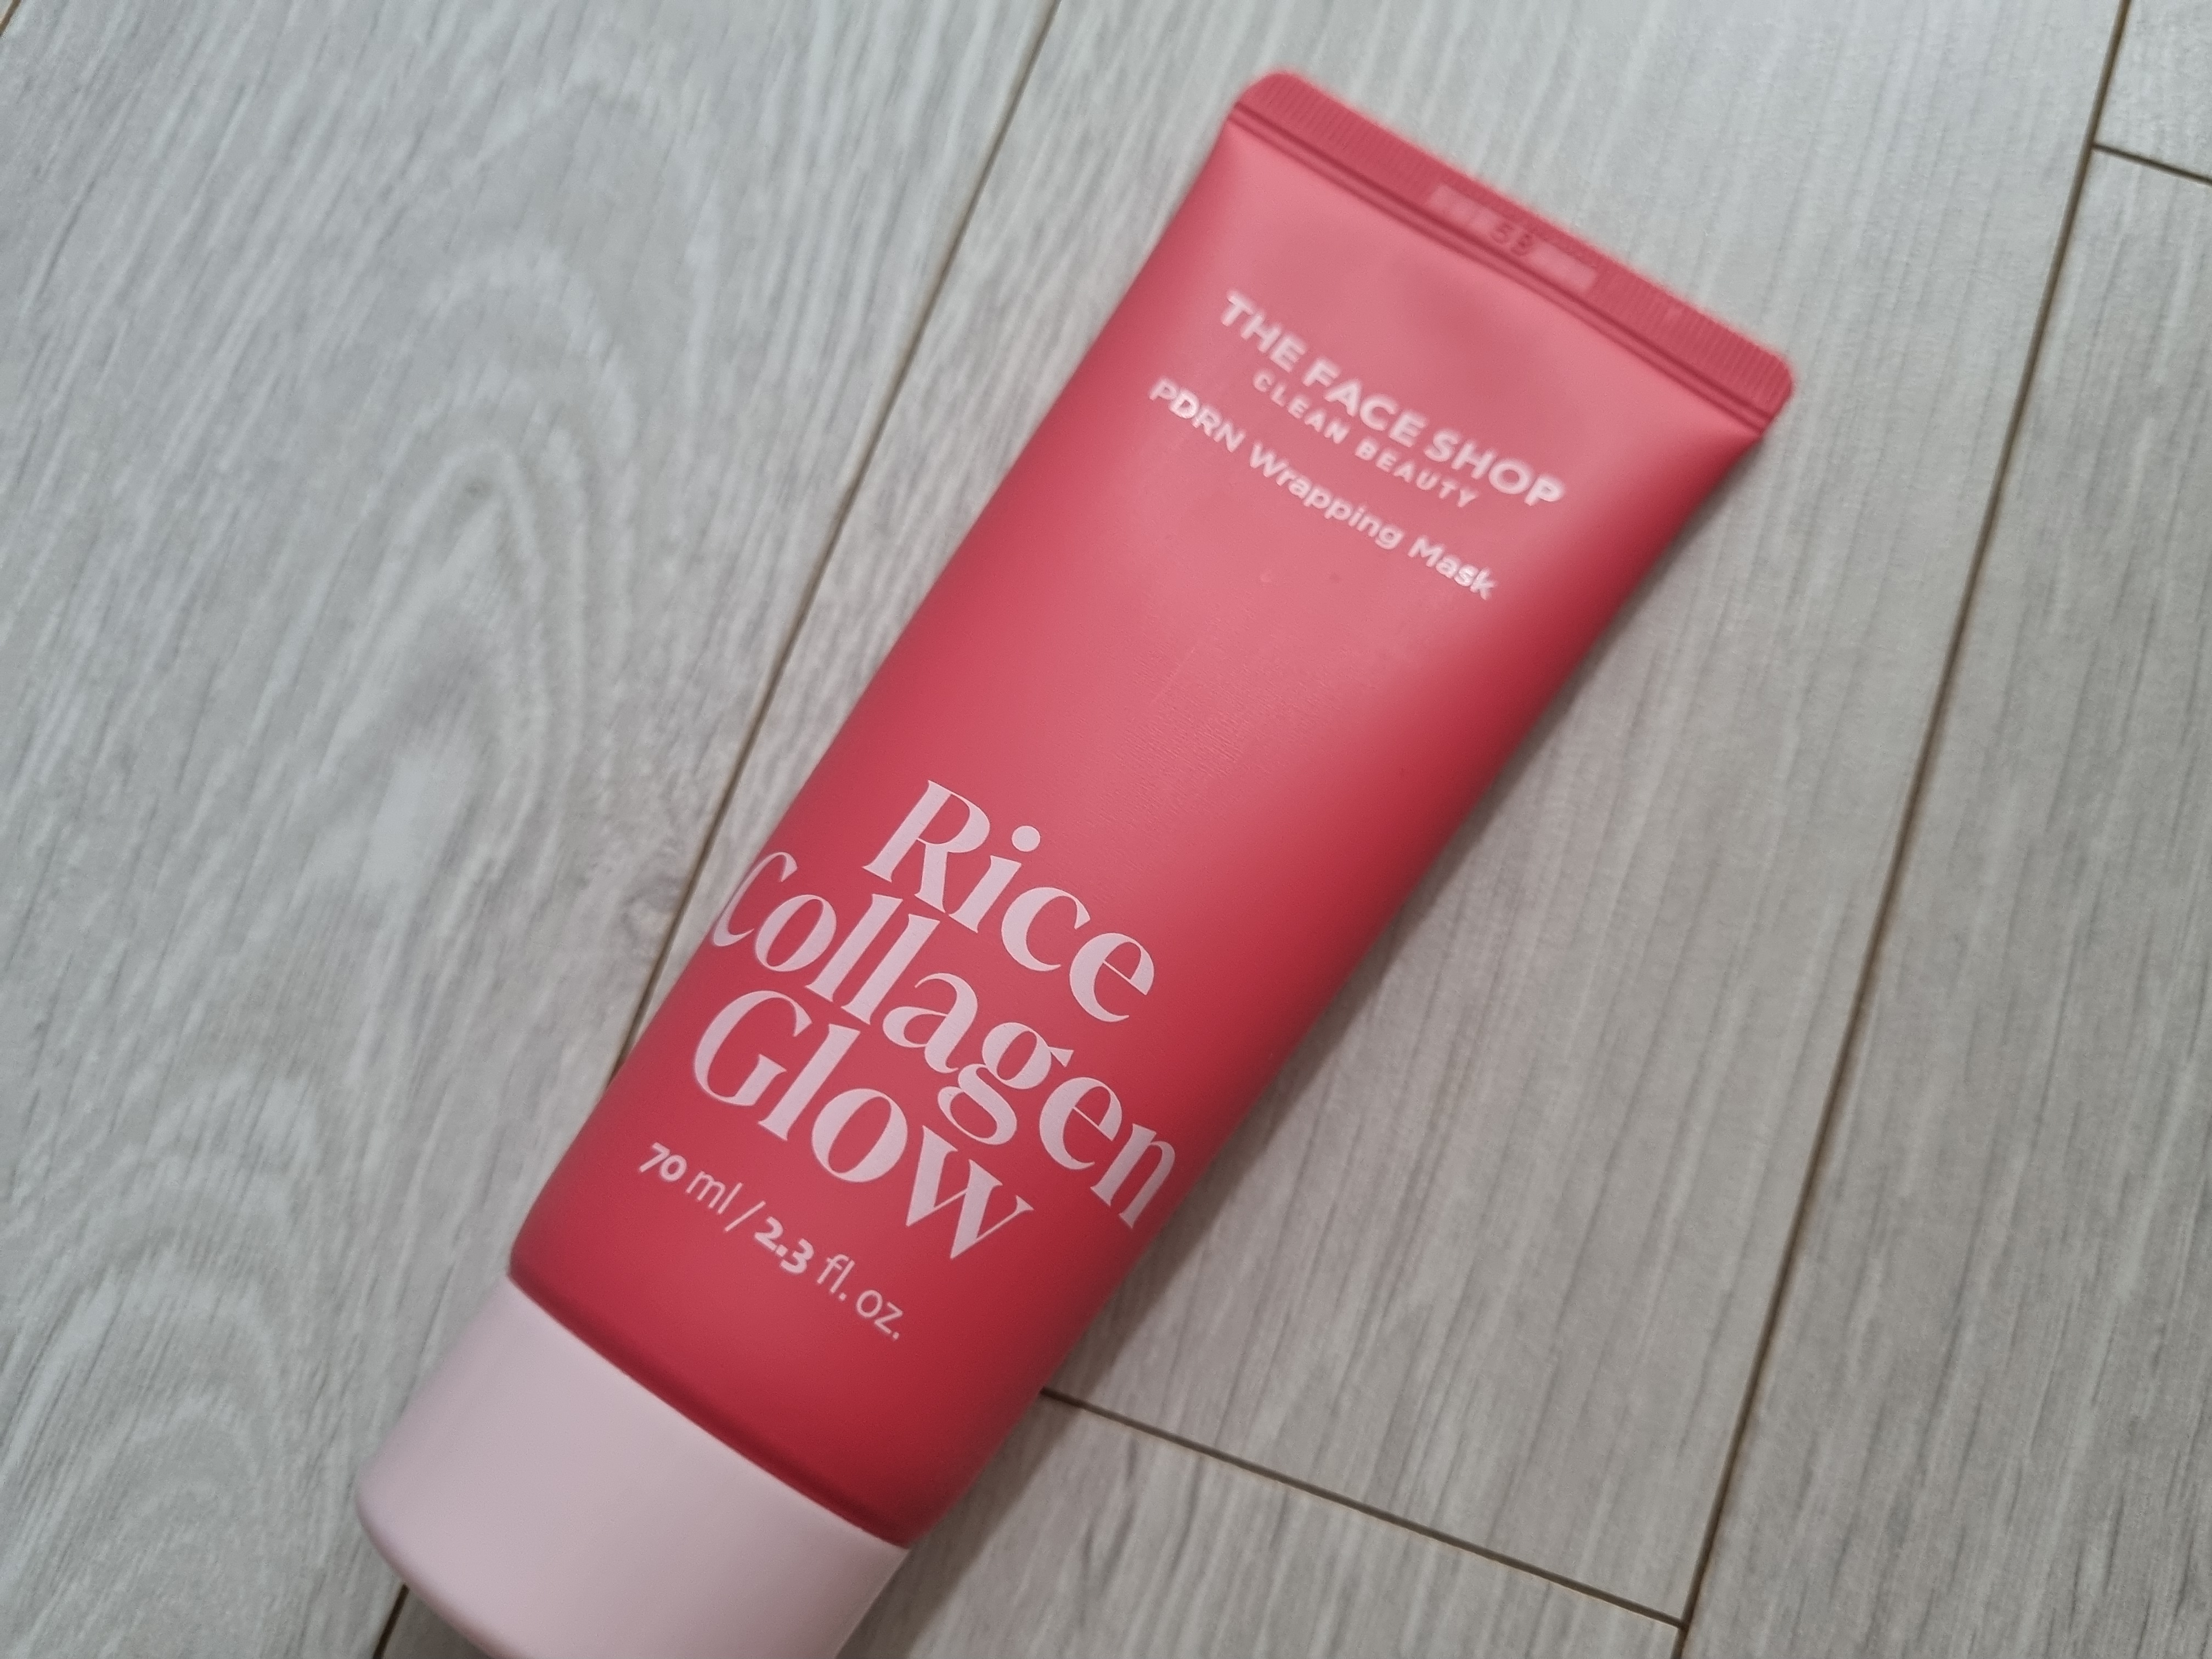 THE FACE SHOP
CLEAN BEAUTY
PDRN Wrapping Mask
Rice
Collagen
Glow
70 ml / 2.3 fl. oz.